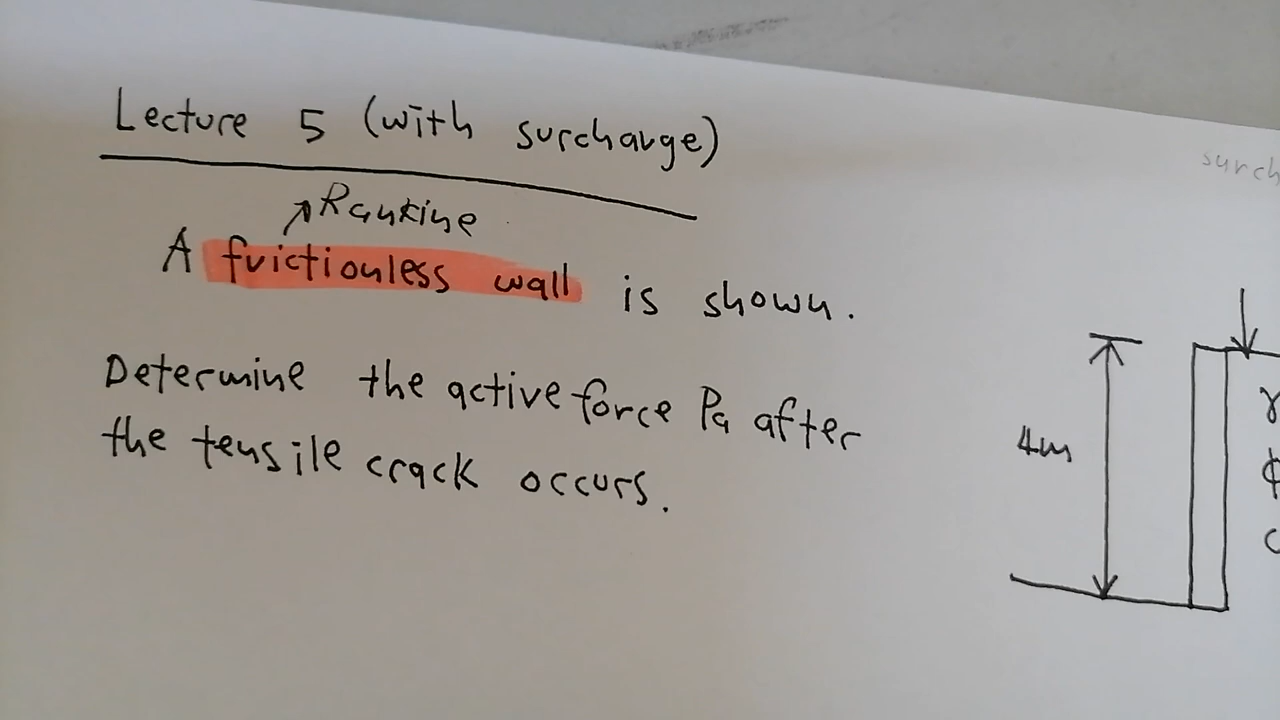 Lecture 5 (with surcharge)
Rankine
A frictionless wall is shown.
Determine the active force Pa after
the tensile crack occurs.
4m
surch
γ
ϕ
c